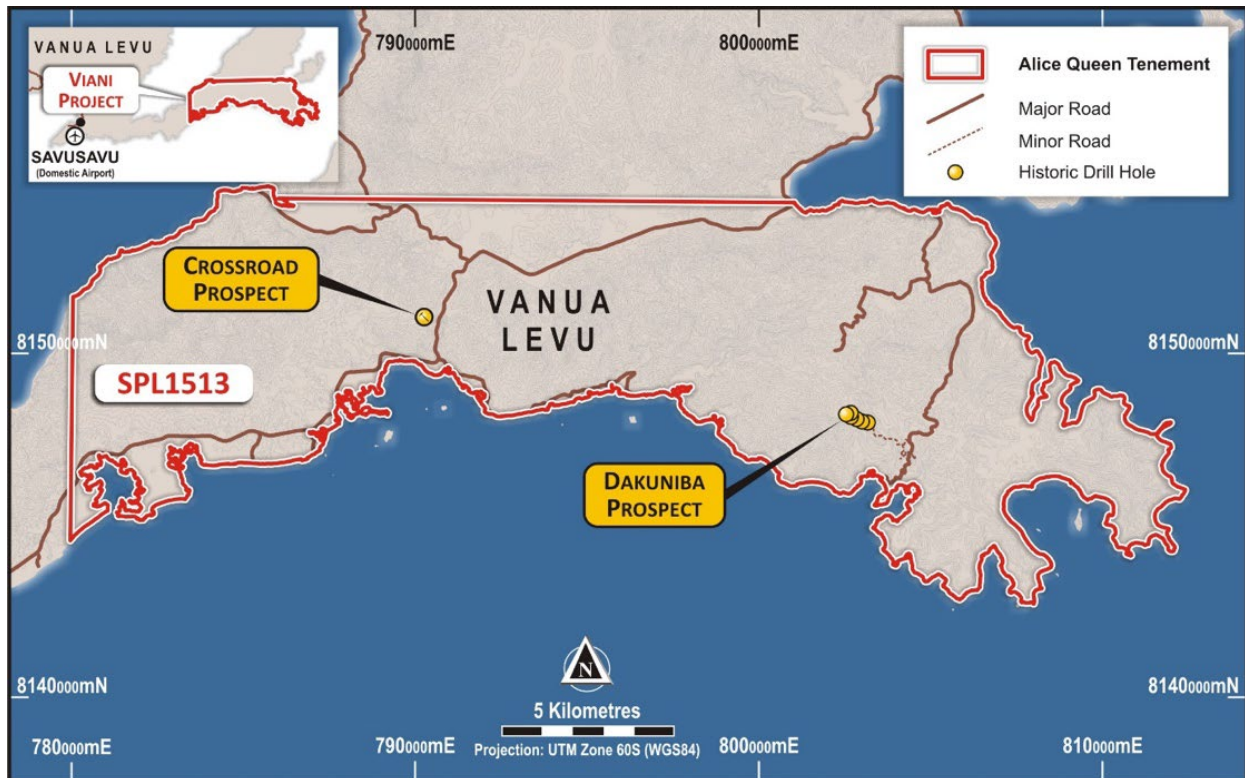 VANUA LEVU
VIANI
PROJECT
SAVUSAVU
(Domestic Airport)
790000mE
800000mE
Alice Queen Tenement
Major Road
Minor Road
Historic Drill Hole
CROSSROAD
PROSPECT
VANUA
LEVU
8150000mN
8150000mN
SPL1513
DAKUNIBA
PROSPECT
N
8140000mN
8140000mN
5 Kilometres
Projection: UTM Zone 60S (WGS84)
780000mE
790000mE
800000mE
810000mE